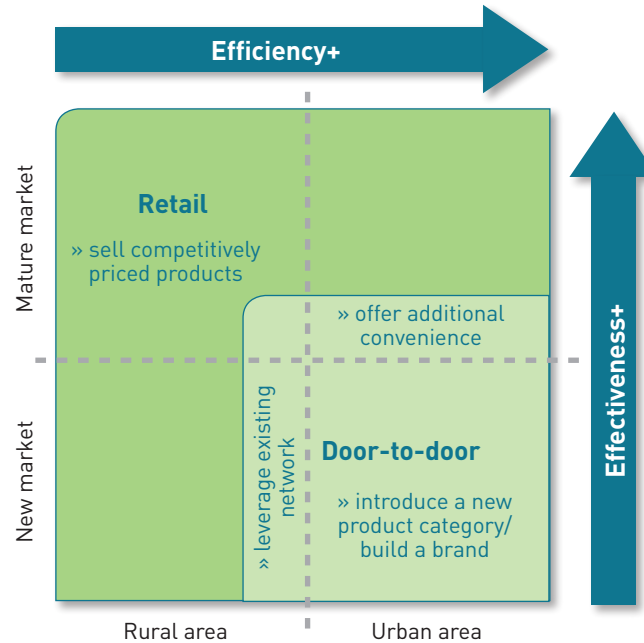 Efficiency+
Mature market
Retail
» sell competitively
priced products
» offer additional
convenience
Effectiveness+
New market
» leverage existing
network
Door-to-door
» introduce a new
product category/
build a brand
Rural area
Urban area